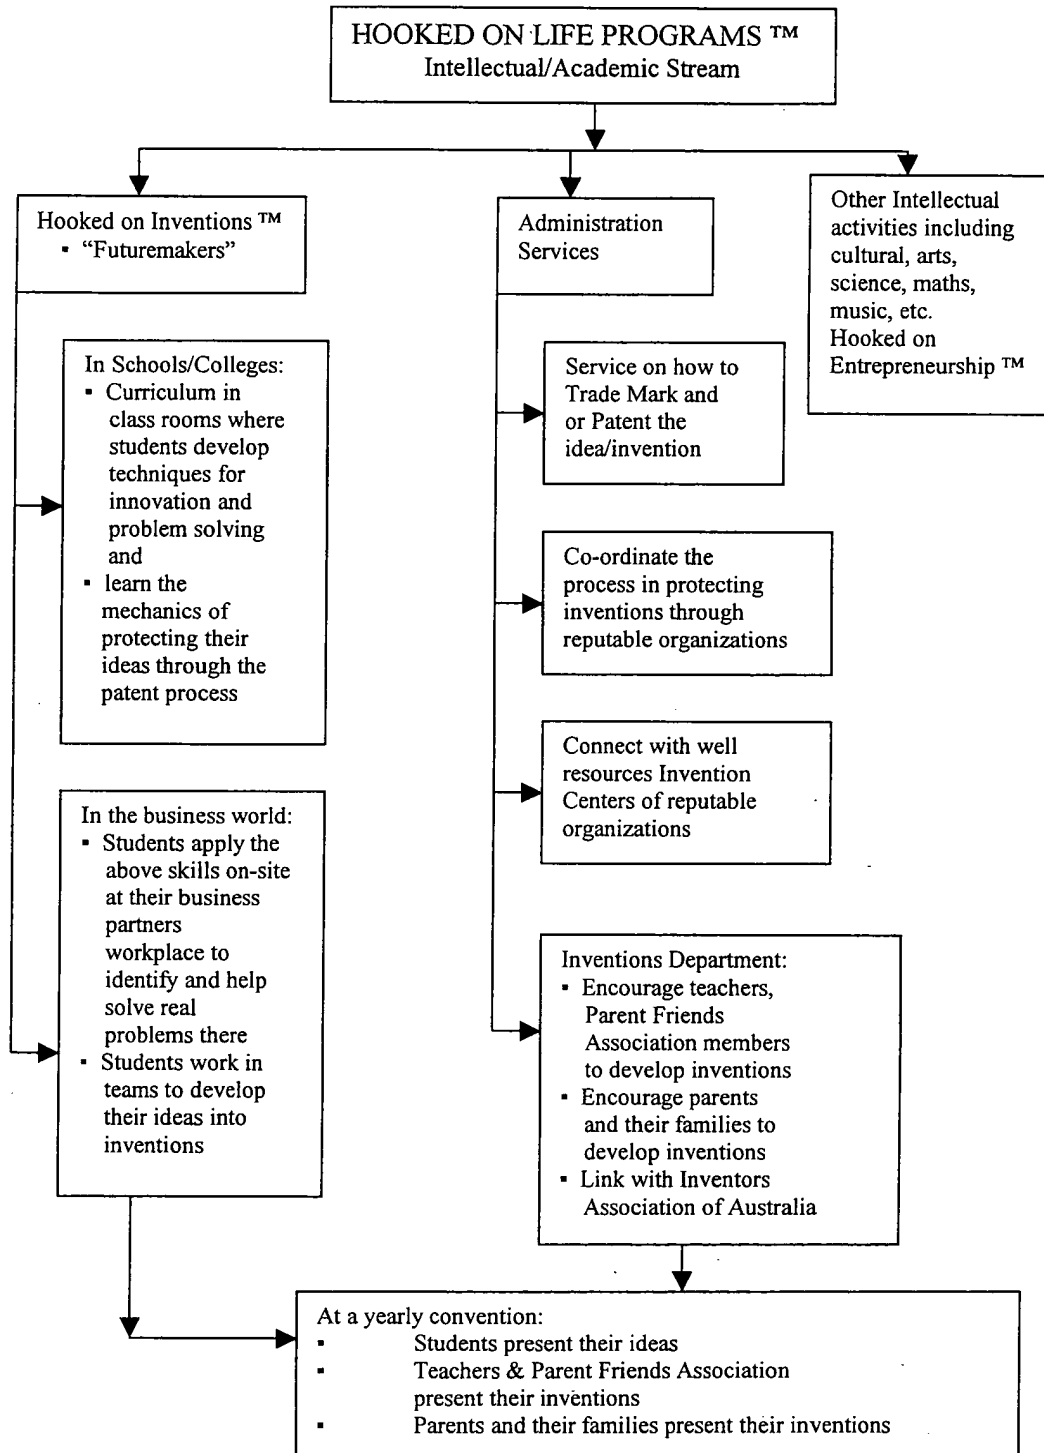 HOOKED ON LIFE PROGRAMS ™
Intellectual/Academic Stream
Hooked on Inventions ™
▪ “Futuremakers”
Administration
Services
Other Intellectual
activities including
cultural, arts,
science, maths,
music, etc.
Hooked on
Entrepreneurship ™
In Schools/Colleges:
▪ Curriculum in
class rooms where
students develop
techniques for
innovation and
problem solving
and
▪ learn the
mechanics of
protecting their
ideas through the
patent process
Service on how to
Trade Mark and
or Patent the
idea/invention
Co-ordinate the
process in protecting
inventions through
reputable organizations
Connect with well
resources Invention
Centers of reputable
organizations
In the business world:
▪ Students apply the
above skills on-site
at their business
partners
workplace to
identify and help
solve real
problems there
▪ Students work in
teams to develop
their ideas into
inventions
Inventions Department:
▪ Encourage teachers,
Parent Friends
Association members
to develop inventions
▪ Encourage parents
and their families to
develop inventions
▪ Link with Inventors
Association of Australia
At a yearly convention:
▪ Students present their ideas
▪ Teachers & Parent Friends Association
present their inventions
▪ Parents and their families present their inventions